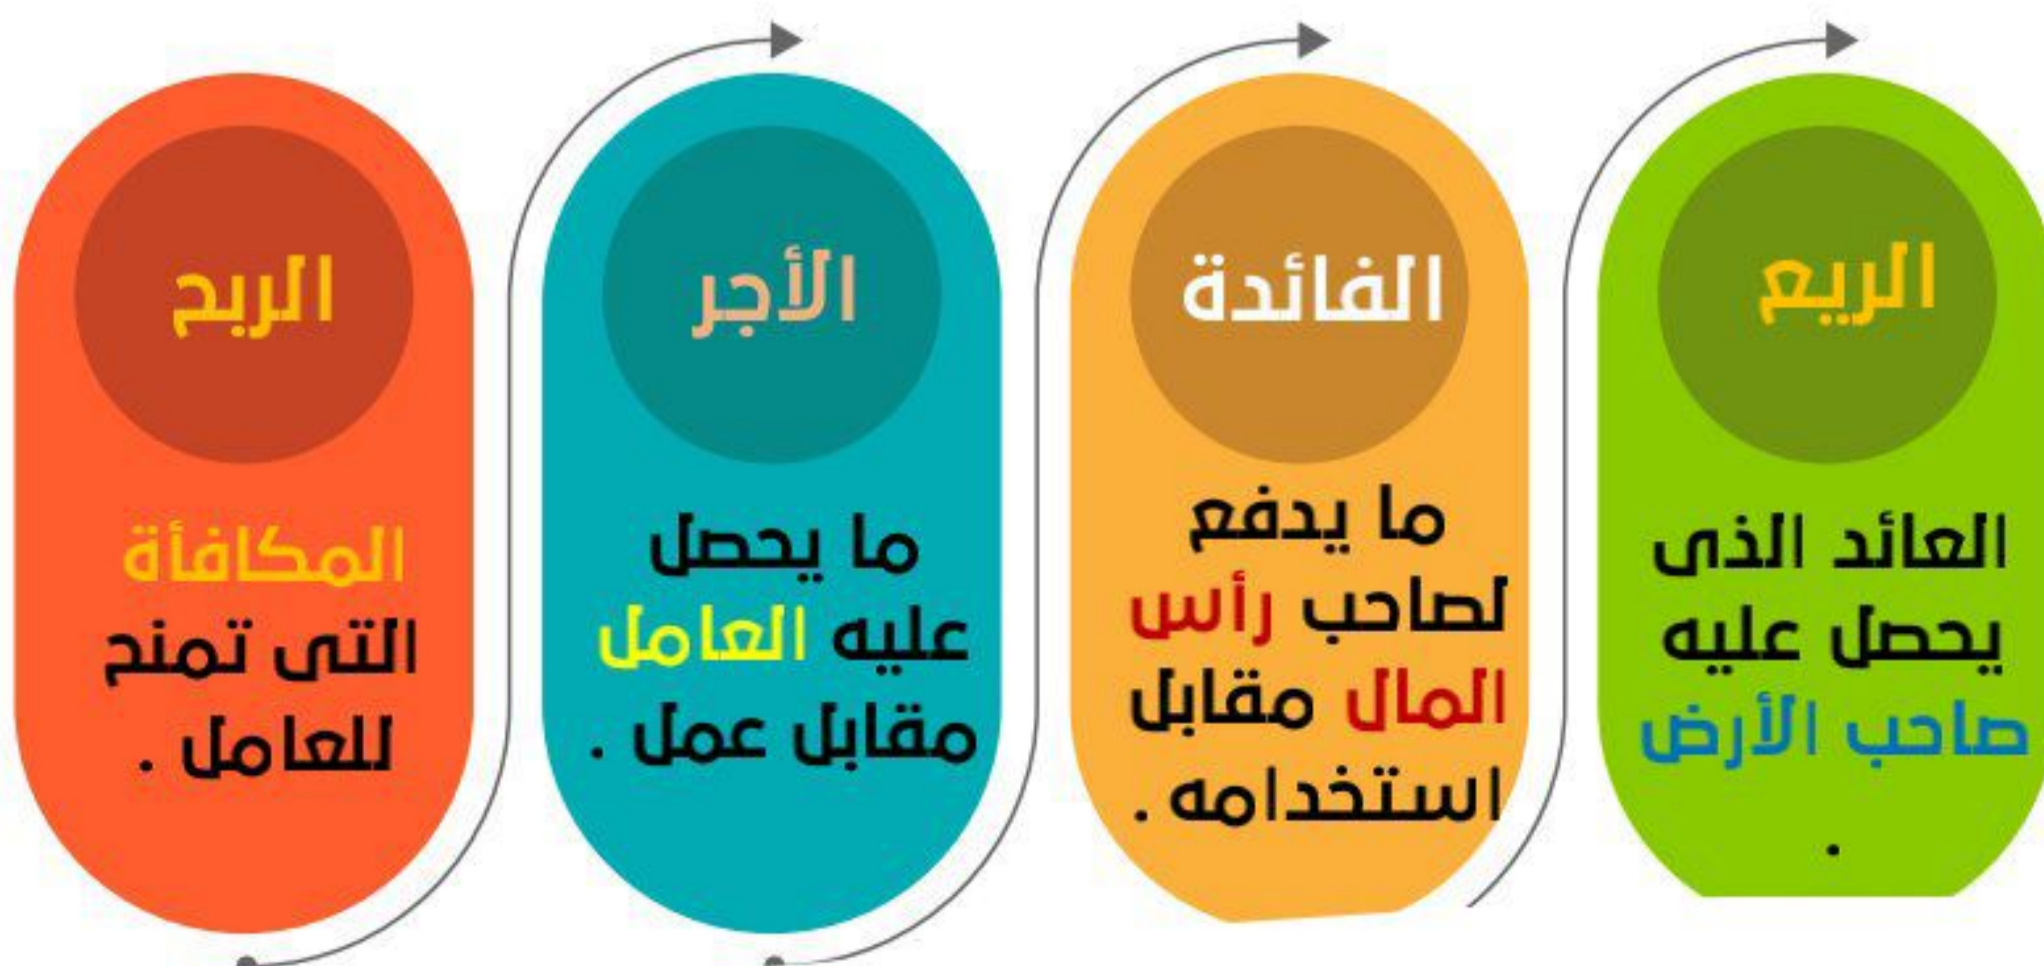 الريع
العائد الذى
يحصل عليه
صاحب الأرض
.
الفائدة
ما يدفع
لصاحب رأس
المال مقابل
استخدامه .
الأجر
ما يحصل
عليه العامل
مقابل عمل .
الربح
المكافأة
التى تمنح
للعامل .